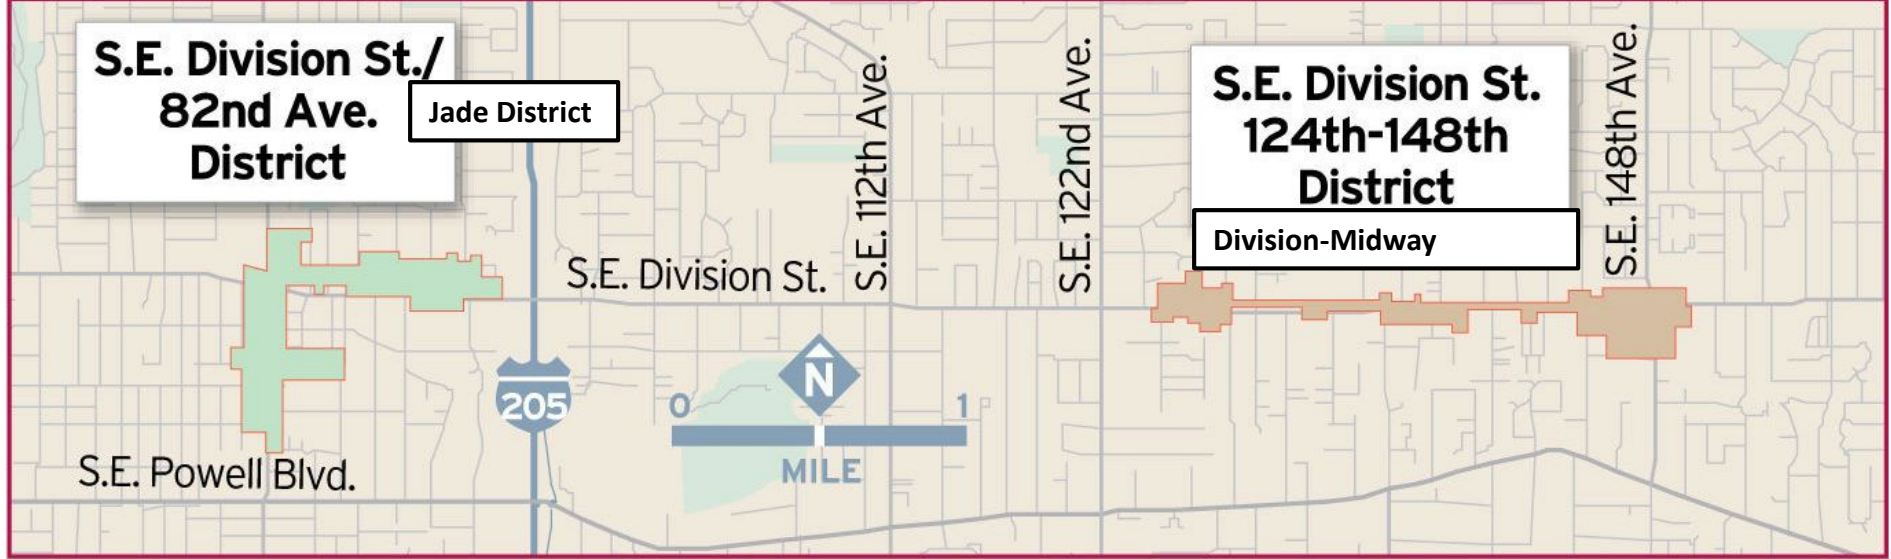 S.E. Division St./
82nd Ave.
District
Jade District
S.E. Division St.
S.E. 112th Ave.
S.E. 122nd Ave.
S.E. Division St.
124th-148th
District
Division-Midway
S.E. 148th Ave.
205
N
0 1
MILE
S.E. Powell Blvd.